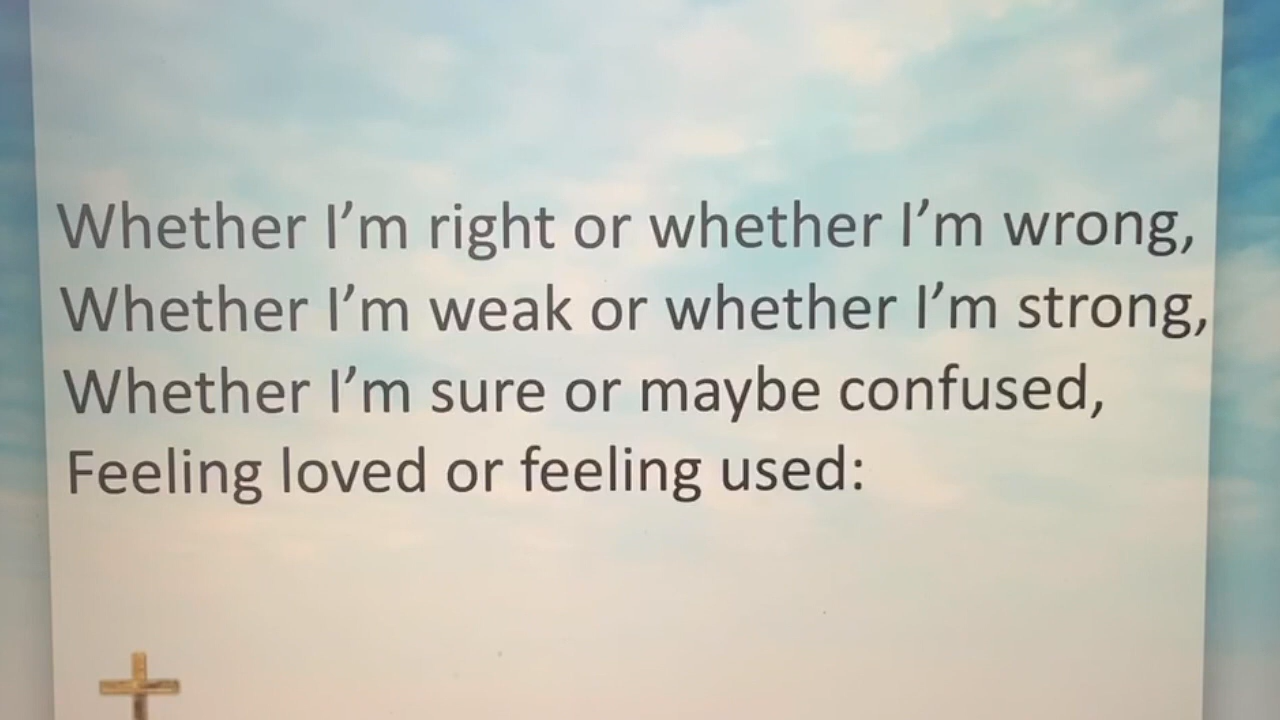 Whether I’m right or whether I’m wrong,
Whether I’m weak or whether I’m strong,
Whether I’m sure or maybe confused,
Feeling loved or feeling used: